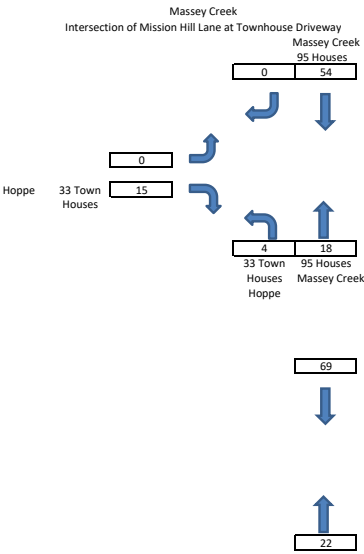 Massey Creek
Intersection of Mission Hill Lane at Townhouse Driveway
Massey Creek
95 Houses
0 54
0
Hoppe 33 Town Houses 15
4 18
33 Town Houses Hoppe
95 Houses Massey Creek
69
22